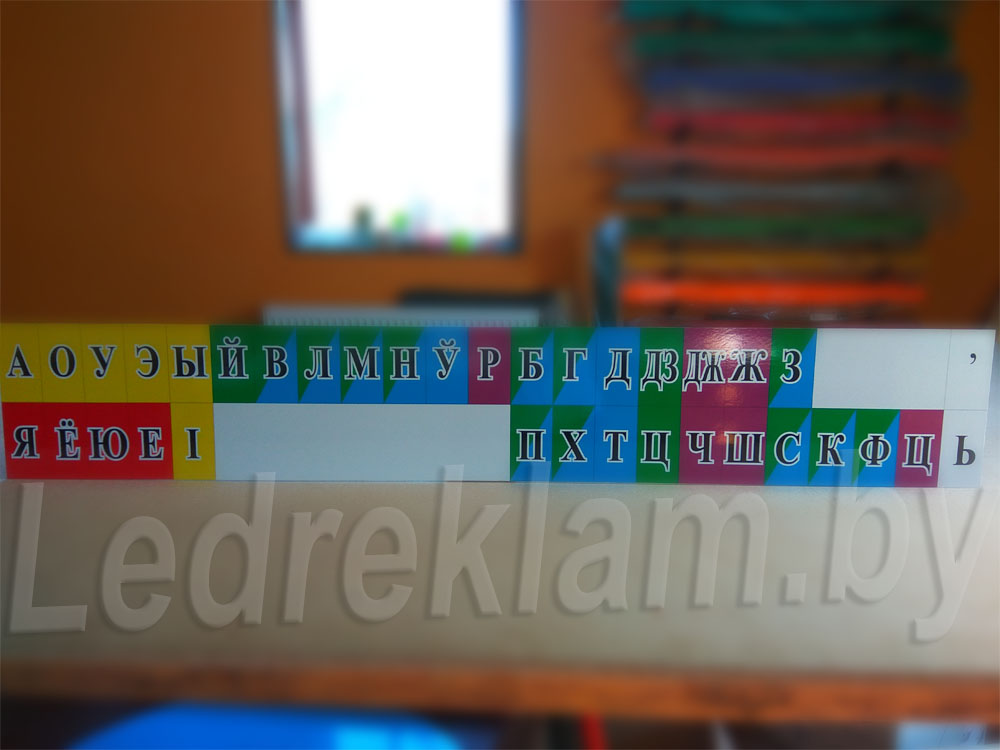 А О У Э Ы Й В Л М Н Ў Р Б Г Д ДЗ ДЖ Ж З ’
Я Ё Ю Е І П Х Т Ц Ч Ш С К Ф Ц Ь
Ledreklam.by